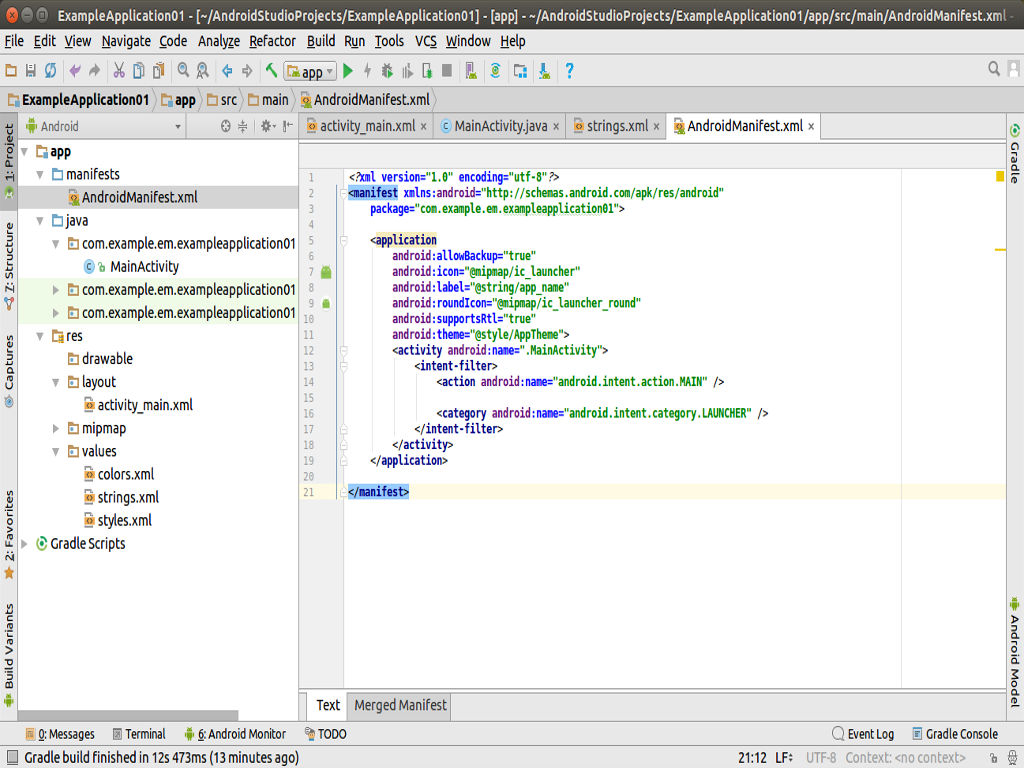 ExampleApplication01 - [~/AndroidStudioProjects/ExampleApplication01] - [app] - ~/AndroidStudioProjects/ExampleApplication01/app/src/main/AndroidManifest.xml -
File Edit View Navigate Code Analyze Refactor Build Run Tools VCS Window Help
app
ExampleApplication01 app src main AndroidManifest.xml
Android
activity_main.xml × MainActivity.java × strings.xml × AndroidManifest.xml ×
1: Project
Z: Structure
Captures
2: Favorites
Build Variants
app
manifests
AndroidManifest.xml
java
com.example.em.exampleapplication01
MainActivity
com.example.em.exampleapplication01
com.example.em.exampleapplication01
res
drawable
layout
activity_main.xml
mipmap
values
colors.xml
strings.xml
styles.xml
Gradle Scripts
1 <?xml version="1.0" encoding="utf-8"?>
2 <manifest xmlns:android="http://schemas.android.com/apk/res/android"
3 package="com.example.em.exampleapplication01">
4
5 <application
6 android:allowBackup="true"
7 android:icon="@mipmap/ic_launcher"
8 android:label="@string/app_name"
9 android:roundIcon="@mipmap/ic_launcher_round"
10 android:supportsRtl="true"
11 android:theme="@style/AppTheme">
12 <activity android:name=".MainActivity">
13 <intent-filter>
14 <action android:name="android.intent.action.MAIN" />
15
16 <category android:name="android.intent.category.LAUNCHER" />
17 </intent-filter>
18 </activity>
19 </application>
20
21 </manifest>
Gradle
Android Model
Text Merged Manifest
0: Messages Terminal 6: Android Monitor TODO Event Log Gradle Console
Gradle build finished in 12s 473ms (13 minutes ago) 21:12 LF÷ UTF-8 Context: <no context>